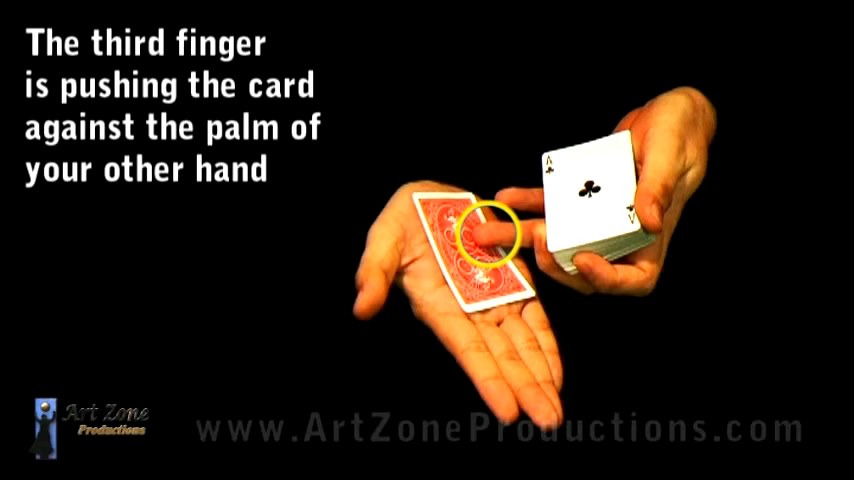 The third finger
is pushing the card
against the palm of
your other hand
A
A
Art Zone
Productions
www.ArtZoneProductions.com